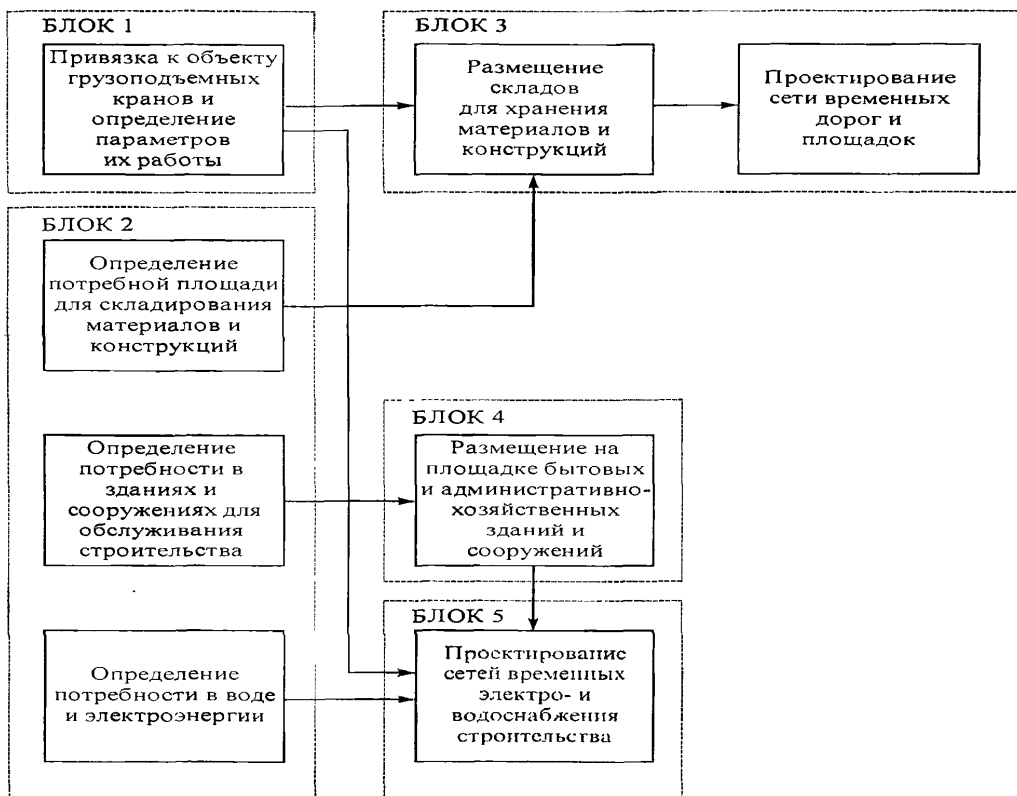 БЛОК 1
Привязка к объекту
грузоподъемных
кранов и
определение
параметров
их работы
БЛОК 3
Размещение
складов
для хранения
материалов и
конструкций
Проектирование
сети временных
дорог и
площадок
БЛОК 2
Определение
потребной площади
для складирования
материалов и
конструкций
Определение
потребности в
зданиях и
сооружениях для
обслуживания
строительства
БЛОК 4
Размещение на
площадке бытовых
и административно-
хозяйственных
зданий и
сооружений
Определение
потребности в воде
и электроэнергии
БЛОК 5
Проектирование
сетей временных
электро- и
водоснабжения
строительства